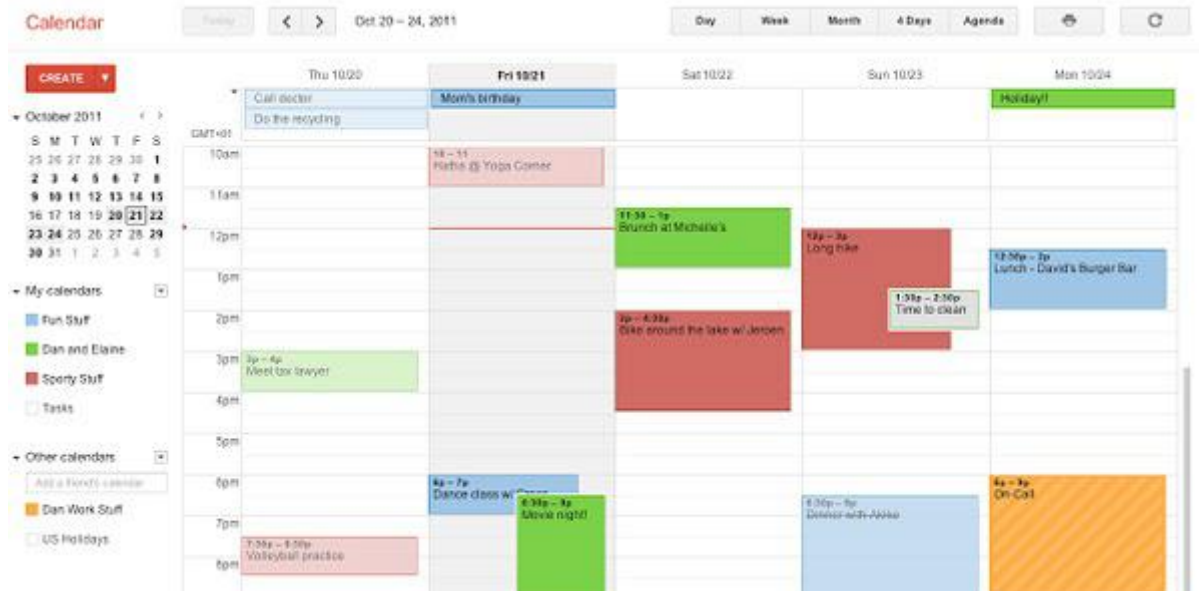 Calendar
Today
Oct 20 – 24, 2011
Day Week Month 4 Days Agenda
CREATE
Thu 10/20 Fri 10/21 Sat 10/22 Sun 10/23 Mon 10/24
Call doctor Mom's birthday Holiday!!
Do the recycling
GMT+01
October 2011
S M T W T F S
25 26 27 28 29 30 1
2 3 4 5 6 7 8
9 10 11 12 13 14 15
16 17 18 19 20 21 22
23 24 25 26 27 28 29
30 31 1 2 3 4 5
My calendars
Fun Stuff
Dan and Elaine
Sporty Stuff
Tasks
Other calendars
Add a friend's calendar
Dan Work Stuff
US Holidays
10am
11am
12pm
1pm
2pm
3pm
4pm
5pm
6pm
7pm
8pm
3p – 4p
Meet tax lawyer
7:30p – 8:30p
Volleyball practice
10 – 11
Hatha @ Yoga Corner
6p – 7p
Dance class w/
6:30p – 9p
Movie night!
11:30 – 1p
Brunch at Michelle's
2p – 4:30p
Bike around the lake w/ Jeroen
12p – 3p
Long hike
1:30p – 2:30p
Time to clean
6:30p – 9p
Dinner with Akiko
12:30p – 2p
Lunch - David's Burger Bar
6p – 9p
On-Call